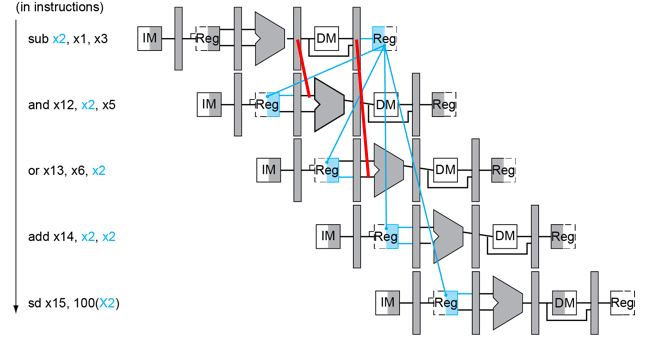 (in instructions)
sub x2, x1, x3
IM Reg DM Reg
and x12, x2, x5
IM Reg DM Reg
or x13, x6, x2
IM Reg DM Reg
add x14, x2, x2
IM Reg DM Reg
sd x15, 100(X2)
IM Reg DM Reg